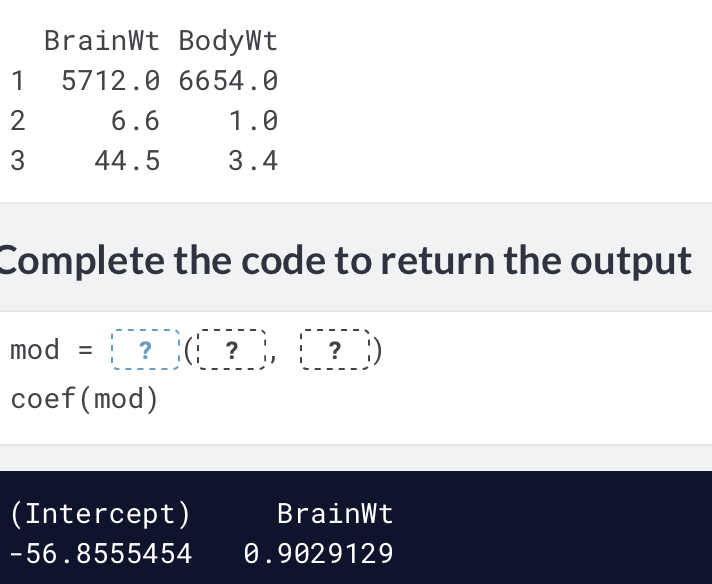 BrainWt BodyWt
1 5712.0 6654.0
2 6.6 1.0
3 44.5 3.4
Complete the code to return the output
mod = ? ( ? , ? )
coef(mod)
(Intercept) BrainWt
-56.8555454 0.9029129